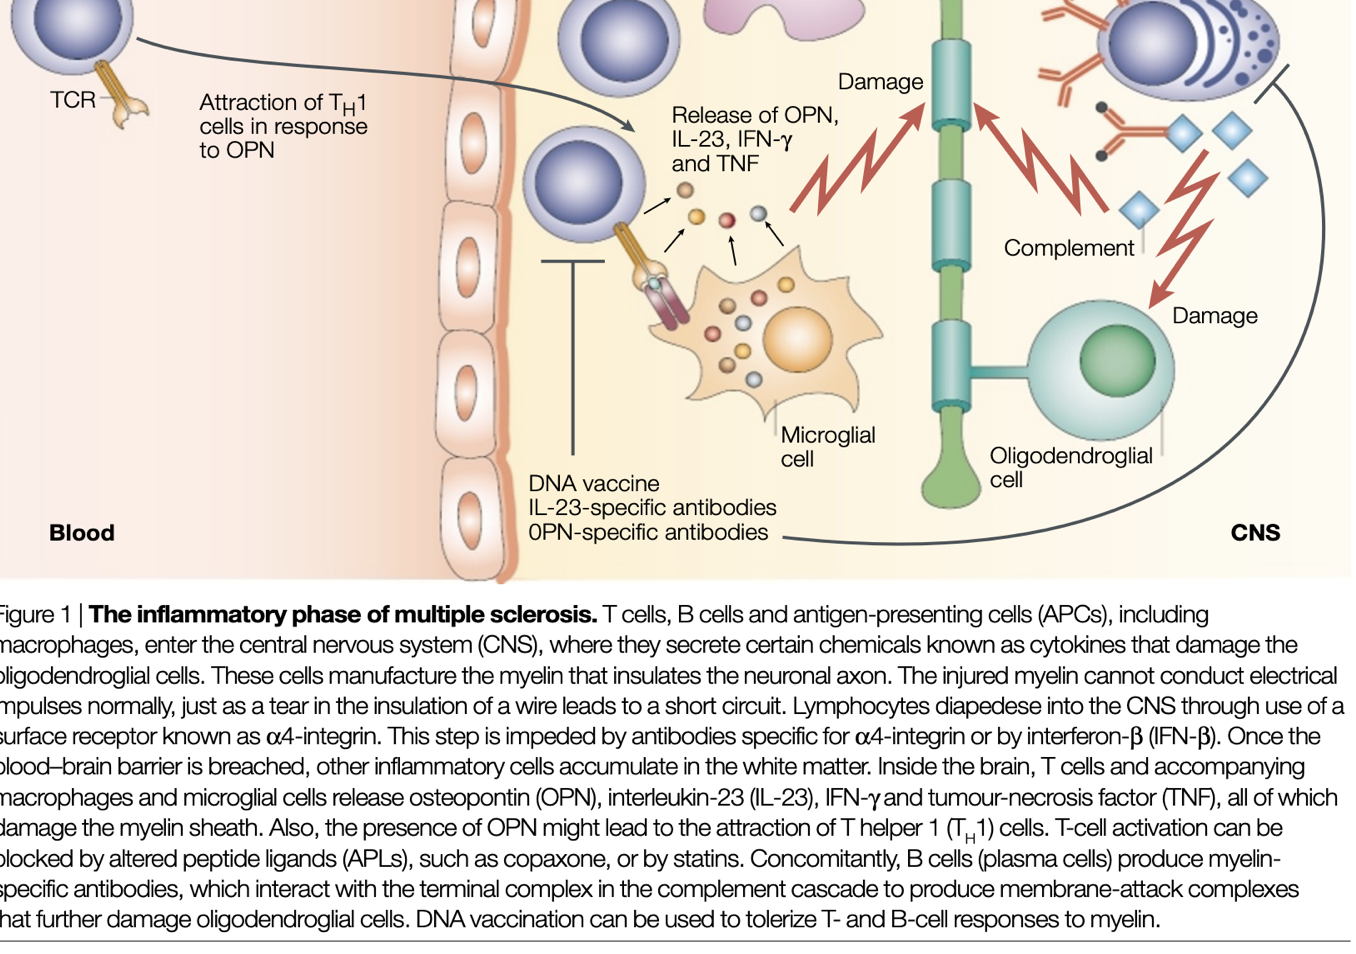 TCR
Attraction of TH1
cells in response
to OPN
Release of OPN,
IL-23, IFN-γ
and TNF
Damage
Complement
Damage
Microglial
cell
Oligodendroglial
cell
DNA vaccine
IL-23-specific antibodies
0PN-specific antibodies
Blood
CNS
Figure 1 | The inflammatory phase of multiple sclerosis. T cells, B cells and antigen-presenting cells (APCs), including
macrophages, enter the central nervous system (CNS), where they secrete certain chemicals known as cytokines that damage the
oligodendroglial cells. These cells manufacture the myelin that insulates the neuronal axon. The injured myelin cannot conduct electrical
impulses normally, just as a tear in the insulation of a wire leads to a short circuit. Lymphocytes diapedese into the CNS through use of a
surface receptor known as α4-integrin. This step is impeded by antibodies specific for α4-integrin or by interferon-β (IFN-β). Once the
blood–brain barrier is breached, other inflammatory cells accumulate in the white matter. Inside the brain, T cells and accompanying
macrophages and microglial cells release osteopontin (OPN), interleukin-23 (IL-23), IFN-γ and tumour-necrosis factor (TNF), all of which
damage the myelin sheath. Also, the presence of OPN might lead to the attraction of T helper 1 (TH1) cells. T-cell activation can be
blocked by altered peptide ligands (APLs), such as copaxone, or by statins. Concomitantly, B cells (plasma cells) produce myelin-
specific antibodies, which interact with the terminal complex in the complement cascade to produce membrane-attack complexes
that further damage oligodendroglial cells. DNA vaccination can be used to tolerize T- and B-cell responses to myelin.